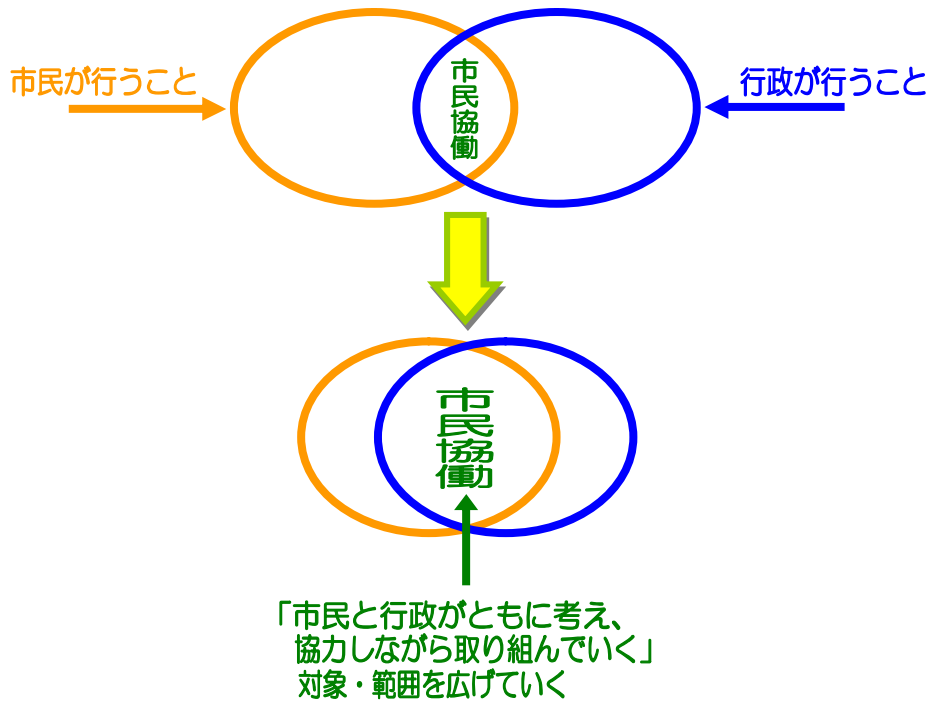 市民が行うこと
市民協働
行政が行うこと
市民協働
「市民と行政がともに考え、
協力しながら取り組んでいく」
対象・範囲を広げていく